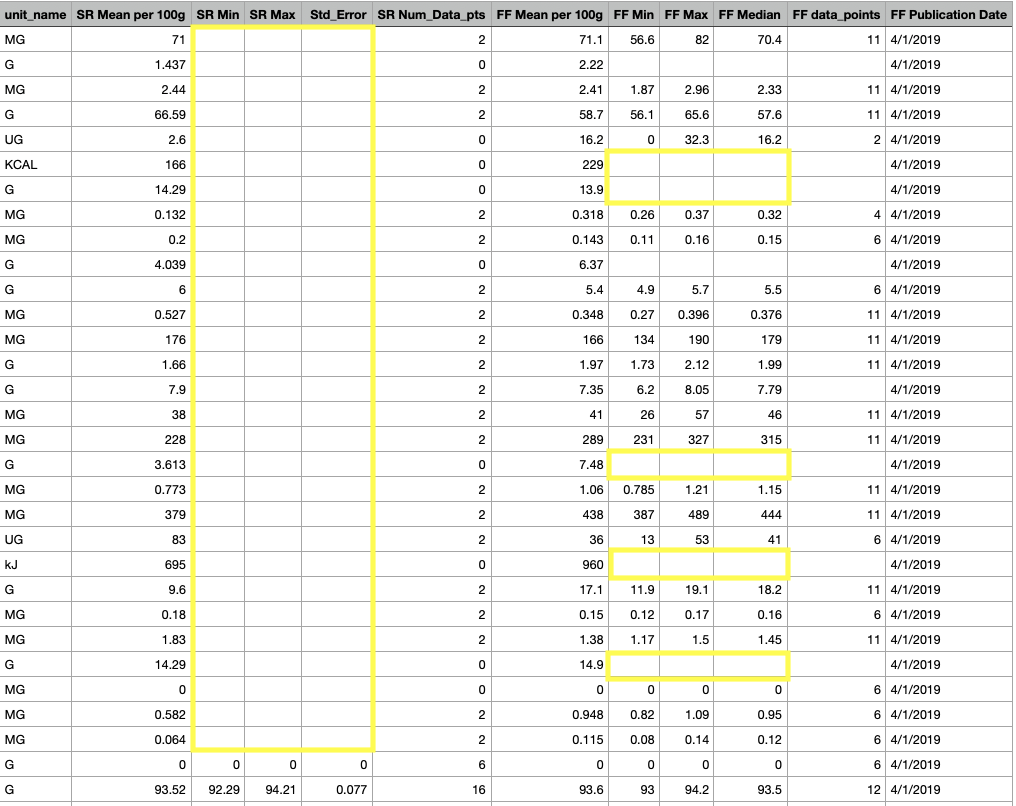 unit_name SR Mean per 100g SR Min SR Max Std_Error SR Num_Data_pts FF Mean per 100g FF Min FF Max FF Median FF data_points FF Publication Date
MG 71 2 71.1 56.6 82 70.4 11 4/1/2019
G 1.437 0 2.22 4/1/2019
MG 2.44 2 2.41 1.87 2.96 2.33 11 4/1/2019
G 66.59 2 58.7 56.1 65.6 57.6 11 4/1/2019
UG 2.6 0 16.2 0 32.3 16.2 2 4/1/2019
KCAL 166 0 229 4/1/2019
G 14.29 0 13.9 4/1/2019
MG 0.132 2 0.318 0.26 0.37 0.32 4 4/1/2019
MG 0.2 2 0.143 0.11 0.16 0.15 6 4/1/2019
G 4.039 0 6.37 4/1/2019
G 6 2 5.4 4.9 5.7 5.5 6 4/1/2019
MG 0.527 2 0.348 0.27 0.396 0.376 11 4/1/2019
MG 176 2 166 134 190 179 11 4/1/2019
G 1.66 2 1.97 1.73 2.12 1.99 11 4/1/2019
G 7.9 2 7.35 6.2 8.05 7.79 4/1/2019
MG 38 2 41 26 57 46 11 4/1/2019
MG 228 2 289 231 327 315 11 4/1/2019
G 3.613 0 7.48 4/1/2019
MG 0.773 2 1.06 0.785 1.21 1.15 11 4/1/2019
MG 379 2 438 387 489 444 11 4/1/2019
UG 83 2 36 13 53 41 6 4/1/2019
kJ 695 0 960 4/1/2019
G 9.6 2 17.1 11.9 19.1 18.2 11 4/1/2019
MG 0.18 2 0.15 0.12 0.17 0.16 6 4/1/2019
MG 1.83 2 1.38 1.17 1.5 1.45 11 4/1/2019
G 14.29 0 14.9 4/1/2019
MG 0 0 0 0 0 0 6 4/1/2019
MG 0.582 2 0.948 0.82 1.09 0.95 6 4/1/2019
MG 0.064 2 0.115 0.08 0.14 0.12 6 4/1/2019
G 0 0 0 0 6 0 0 0 0 6 4/1/2019
G 93.52 92.29 94.21 0.077 16 93.6 93 94.2 93.5 12 4/1/2019